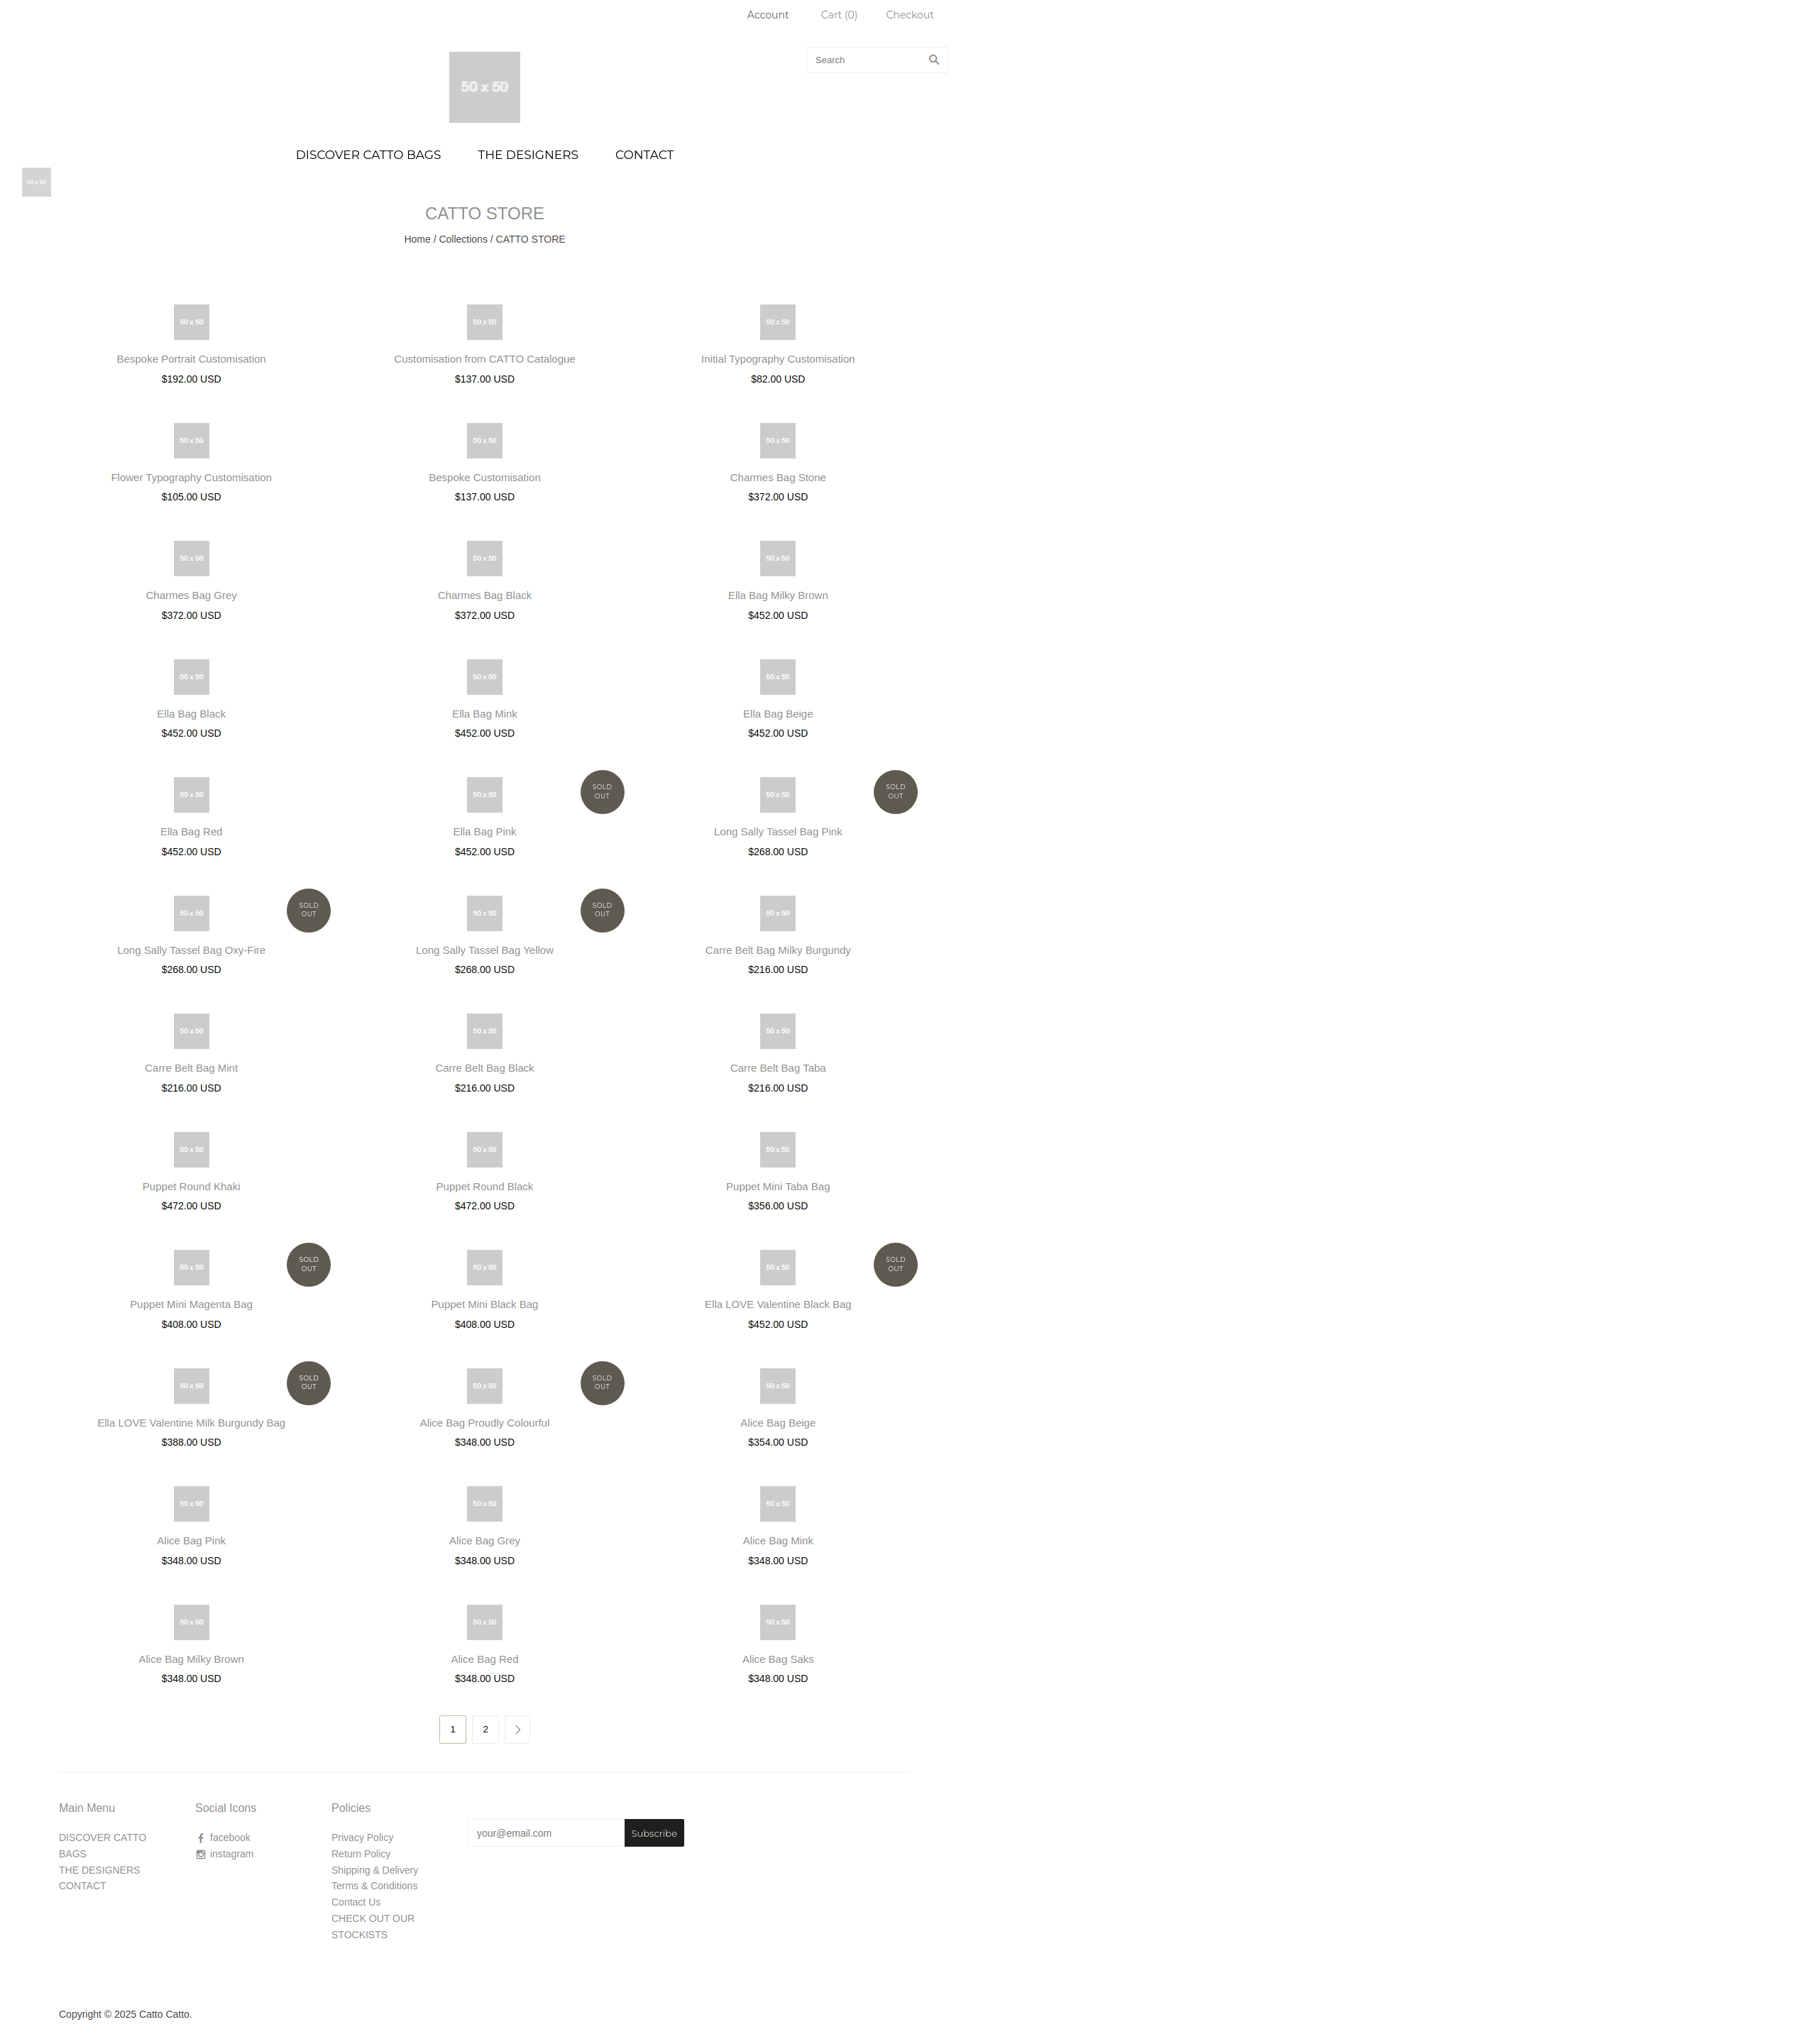 Account Cart (0) Checkout
Search
50 x 50
DISCOVER CATTO BAGS THE DESIGNERS CONTACT
50 x 50
CATTO STORE
Home / Collections / CATTO STORE
50 x 50 50 x 50 50 x 50
Bespoke Portrait Customisation Customisation from CATTO Catalogue Initial Typography Customisation
$192.00 USD $137.00 USD $82.00 USD
50 x 50 50 x 50 50 x 50
Flower Typography Customisation Bespoke Customisation Charmes Bag Stone
$105.00 USD $137.00 USD $372.00 USD
50 x 50 50 x 50 50 x 50
Charmes Bag Grey Charmes Bag Black Ella Bag Milky Brown
$372.00 USD $372.00 USD $452.00 USD
50 x 50 50 x 50 50 x 50
Ella Bag Black Ella Bag Mink Ella Bag Beige
$452.00 USD $452.00 USD $452.00 USD
SOLD SOLD
50 x 50 50 x 50 50 x 50
OUT OUT
Ella Bag Red Ella Bag Pink Long Sally Tassel Bag Pink
$452.00 USD $452.00 USD $268.00 USD
SOLD SOLD
50 x 50 50 x 50 50 x 50
OUT OUT
Long Sally Tassel Bag Oxy-Fire Long Sally Tassel Bag Yellow Carre Belt Bag Milky Burgundy
$268.00 USD $268.00 USD $216.00 USD
50 x 50 50 x 50 50 x 50
Carre Belt Bag Mint Carre Belt Bag Black Carre Belt Bag Taba
$216.00 USD $216.00 USD $216.00 USD
50 x 50 50 x 50 50 x 50
Puppet Round Khaki Puppet Round Black Puppet Mini Taba Bag
$472.00 USD $472.00 USD $356.00 USD
SOLD SOLD
50 x 50 50 x 50 50 x 50
OUT OUT
Puppet Mini Magenta Bag Puppet Mini Black Bag Ella LOVE Valentine Black Bag
$408.00 USD $408.00 USD $452.00 USD
SOLD SOLD
50 x 50 50 x 50 50 x 50
OUT OUT
Ella LOVE Valentine Milk Burgundy Bag Alice Bag Proudly Colourful Alice Bag Beige
$388.00 USD $348.00 USD $354.00 USD
50 x 50 50 x 50 50 x 50
Alice Bag Pink Alice Bag Grey Alice Bag Mink
$348.00 USD $348.00 USD $348.00 USD
50 x 50 50 x 50 50 x 50
Alice Bag Milky Brown Alice Bag Red Alice Bag Saks
$348.00 USD $348.00 USD $348.00 USD
1 2
Main Menu
DISCOVER CATTO
BAGS
THE DESIGNERS
CONTACT
Social Icons
facebook
instagram
Policies
Privacy Policy
Return Policy
Shipping & Delivery
Terms & Conditions
Contact Us
CHECK OUT OUR
STOCKISTS
your@email.com Subscribe
Copyright © 2025 Catto Catto.